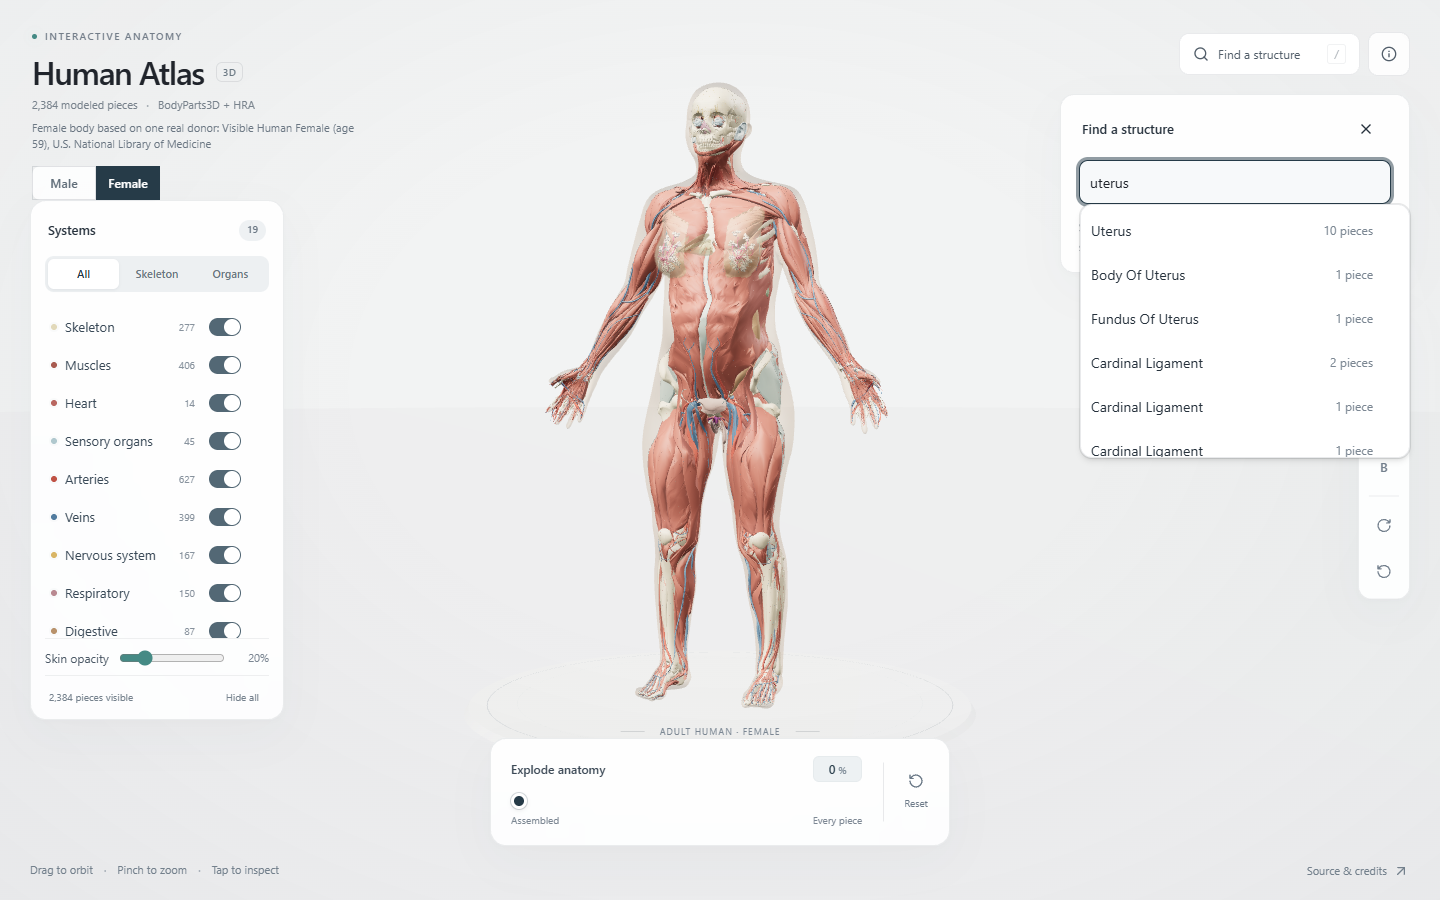 INTERACTIVE ANATOMY
Human Atlas 3D
2,384 modeled pieces · BodyParts3D + HRA
Female body based on one real donor: Visible Human Female (age
59), U.S. National Library of Medicine
Male Female
Systems 19
All Skeleton Organs
Skeleton 277
Muscles 406
Heart 14
Sensory organs 45
Arteries 627
Veins 399
Nervous system 167
Respiratory 150
Digestive 87
Skin opacity 20%
2,384 pieces visible Hide all
Find a structure /
Find a structure
uterus
Uterus 10 pieces
Body Of Uterus 1 piece
Fundus Of Uterus 1 piece
Cardinal Ligament 2 pieces
Cardinal Ligament 1 piece
Cardinal Ligament 1 piece
B
ADULT HUMAN · FEMALE
Explode anatomy 0 %
Assembled Every piece
Reset
Drag to orbit · Pinch to zoom · Tap to inspect
Source & credits